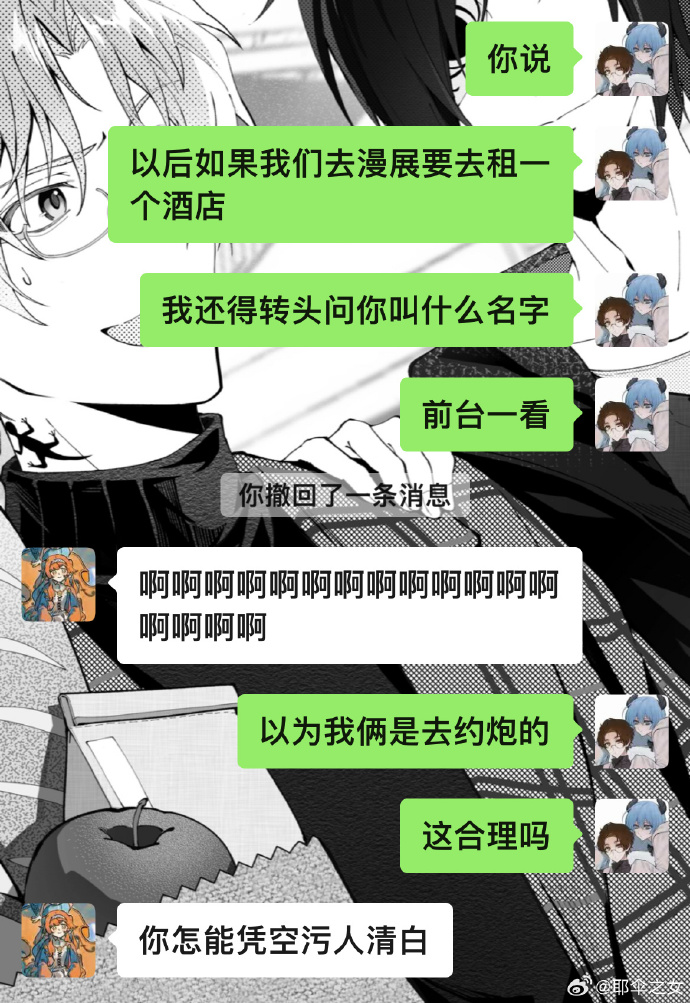 你说
以后如果我们去漫展要去租一
个酒店
我还得转头问你叫什么名字
前台一看
你撤回了一条消息
啊啊啊啊啊啊啊啊啊啊啊啊啊
啊啊啊啊
以为我俩是去约炮的
这合理吗
你怎能凭空污人清白
@耶伞之女